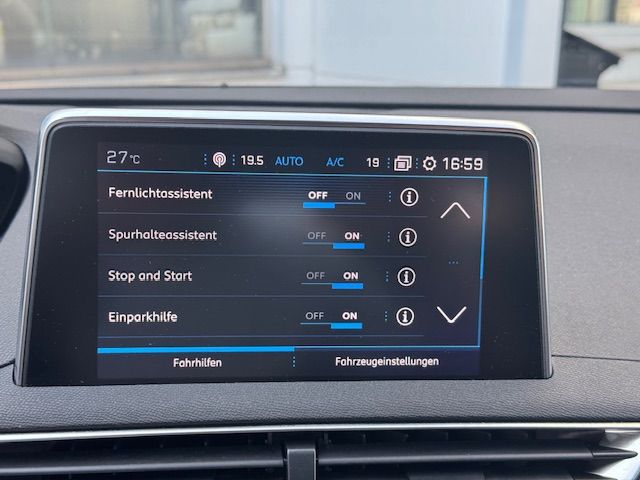 27°C 19.5 AUTO A/C 19 16:59
Fernlichtassistent OFF ON
Spurhalteassistent OFF ON
Stop and Start OFF ON
Einparkhilfe OFF ON
Fahrhilfen Fahrzeugeinstellungen